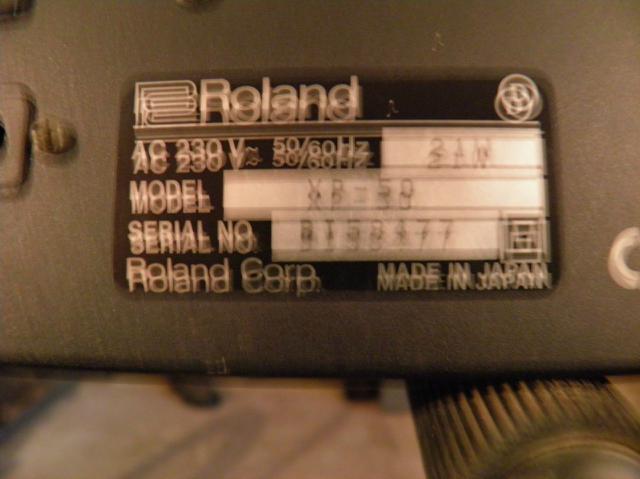 Roland
AC 230 V~ 50/60Hz 21W
MODEL XP-50
SERIAL NO.
Roland Corp. MADE IN JAPAN